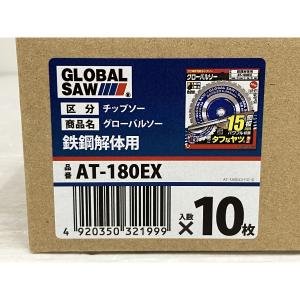 GLOBAL
SAW®
区分 チップソー
商品名 グローバルソー
鉄鋼解体用
品番 AT-180EX
グローバルソー
15
タフなヤツ
4 920350 321999
入数
×10枚